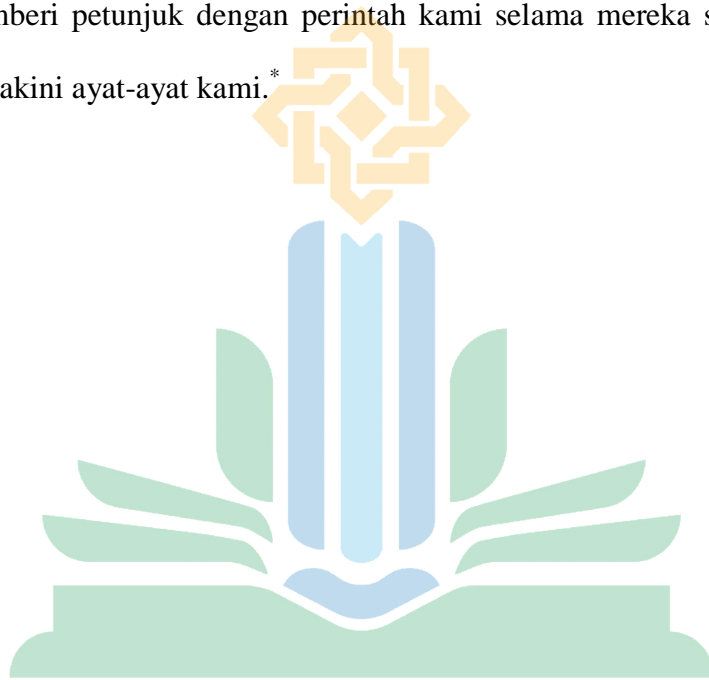 mberi petunjuk dengan perintah kami selama mereka s
akini ayat-ayat kami.*